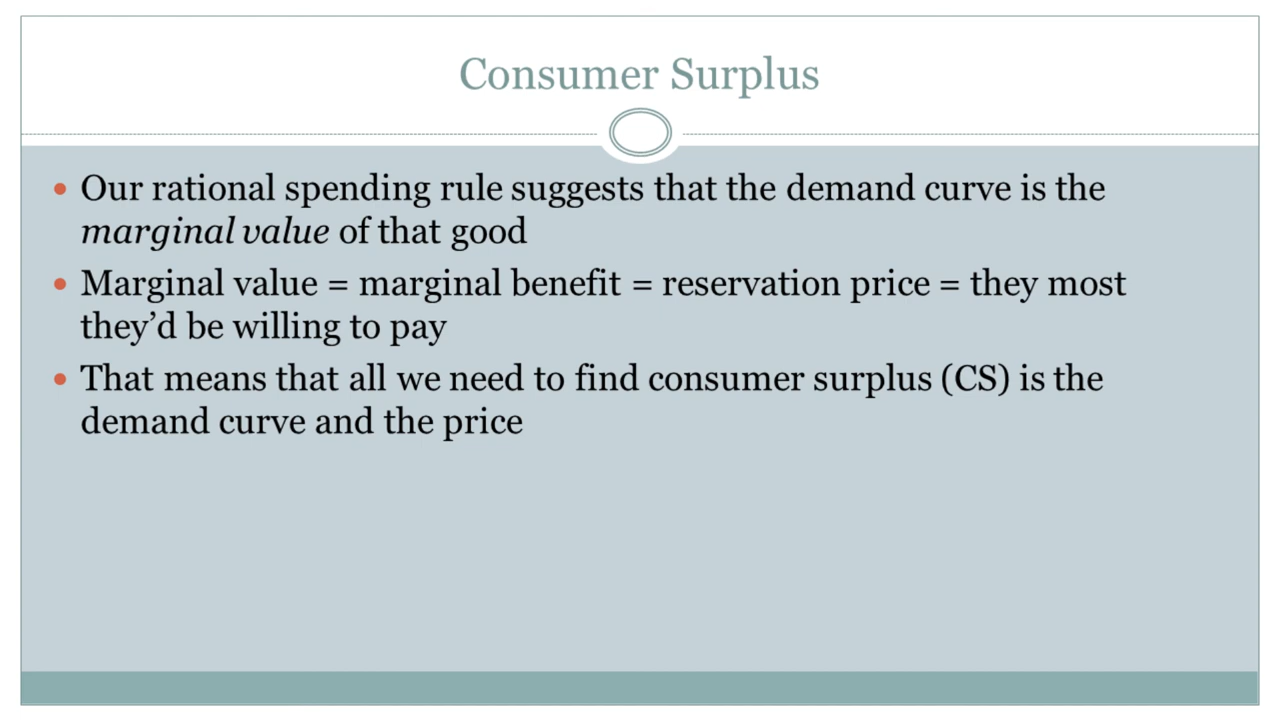 Consumer Surplus
• Our rational spending rule suggests that the demand curve is the
marginal value of that good
• Marginal value = marginal benefit = reservation price = they most
they’d be willing to pay
• That means that all we need to find consumer surplus (CS) is the
demand curve and the price